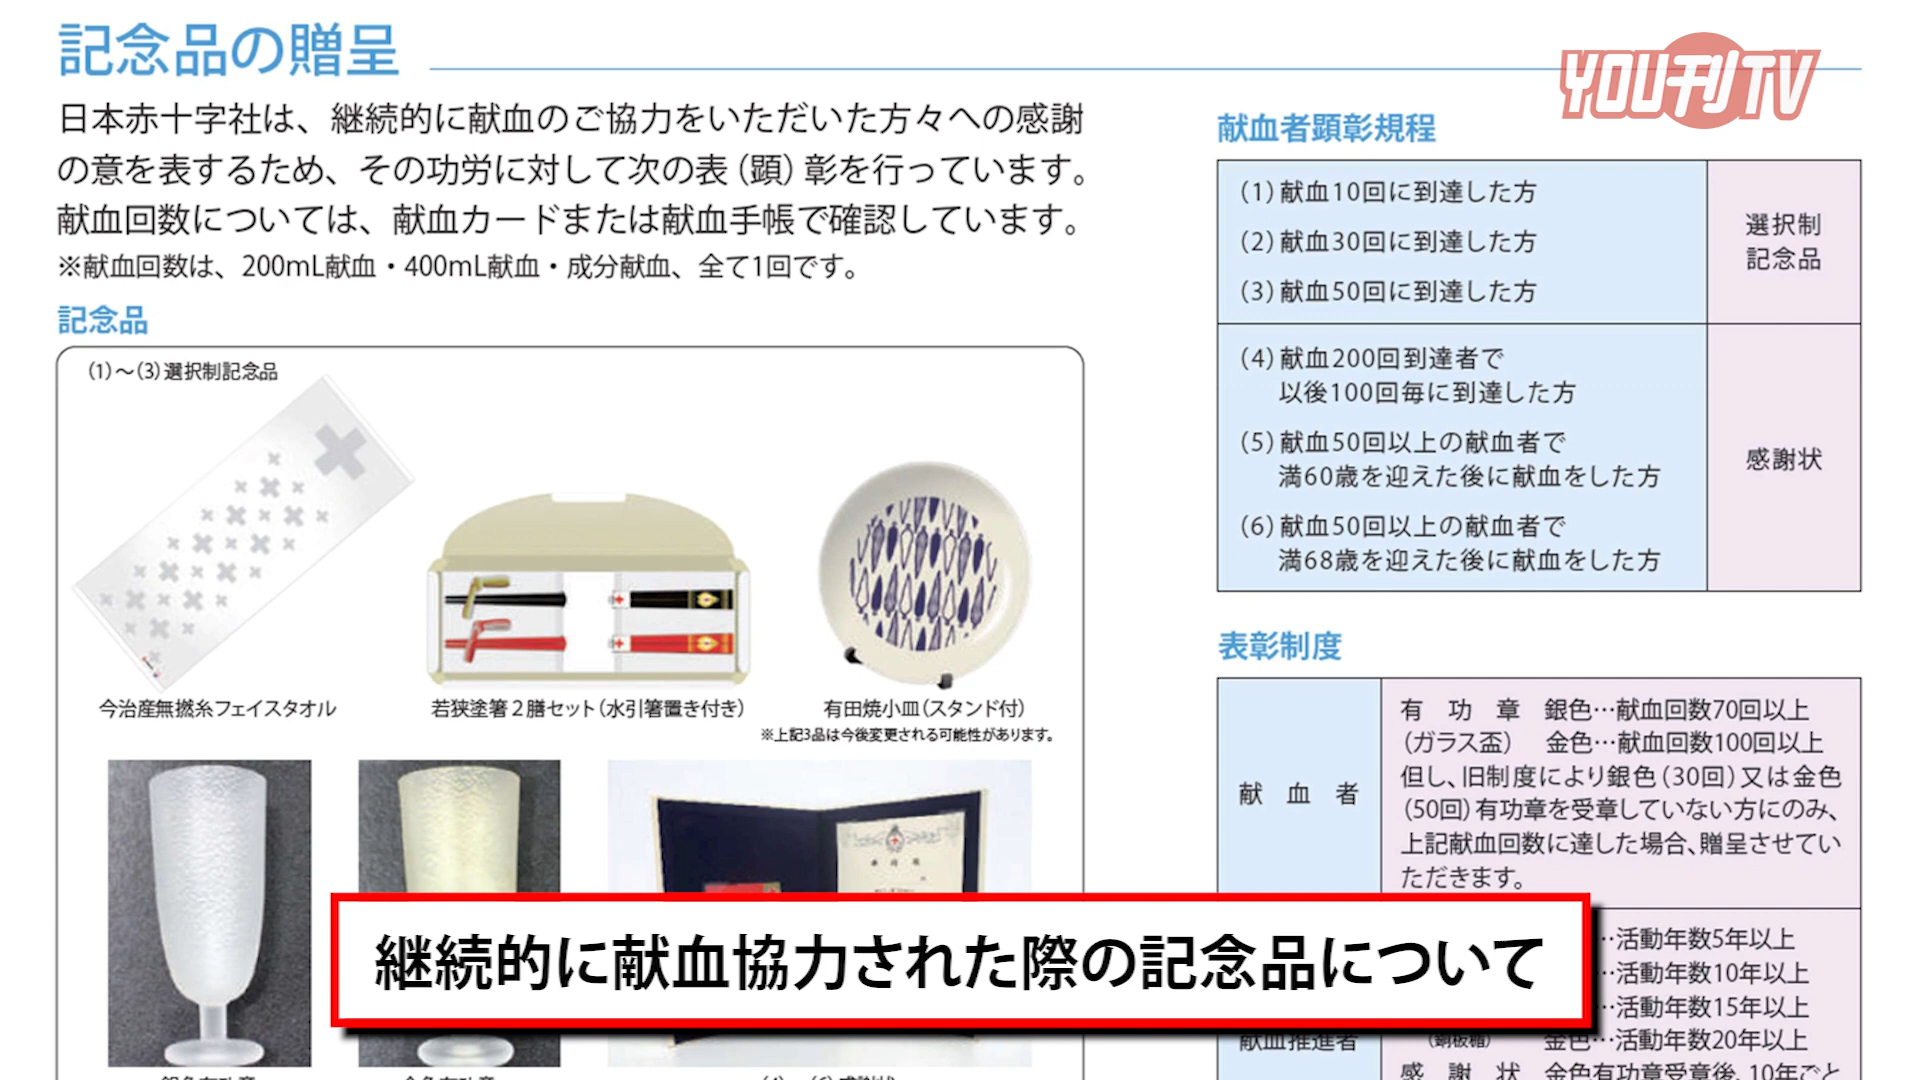 記念品の贈呈
YOU刊TV
日本赤十字社は、継続的に献血のご協力をいただいた方々への感謝
の意を表するため、その功労に対して次の表（顕）彰を行っています。
献血回数については、献血カードまたは献血手帳で確認しています。
※献血回数は、200mL献血・400mL献血・成分献血、全て1回です。
記念品
（1）〜（3）選択制記念品
今治産無撚糸フェイスタオル
若狭塗箸２膳セット（水引箸置き付き）
有田焼小皿（スタンド付）
※上記3品は今後変更される可能性があります。
献血者顕彰規程
（1）献血10回に到達した方
（2）献血30回に到達した方
（3）献血50回に到達した方
選択制
記念品
（4）献血200回到達者で
以後100回毎に到達した方
（5）献血50回以上の献血者で
満60歳を迎えた後に献血をした方
（6）献血50回以上の献血者で
満68歳を迎えた後に献血をした方
感謝状
表彰制度
献血者
有功章 銀色…献血回数70回以上
（ガラス盃） 金色…献血回数100回以上
但し、旧制度により銀色（30回）又は金色
（50回）有功章を受章していない方にのみ、
上記献血回数に達した場合、贈呈させてい
ただきます。
…活動年数5年以上
…活動年数10年以上
…活動年数15年以上
献血推進者
金色…活動年数20年以上
感謝状 金色有功章受章後、10年ごと
継続的に献血協力された際の記念品について